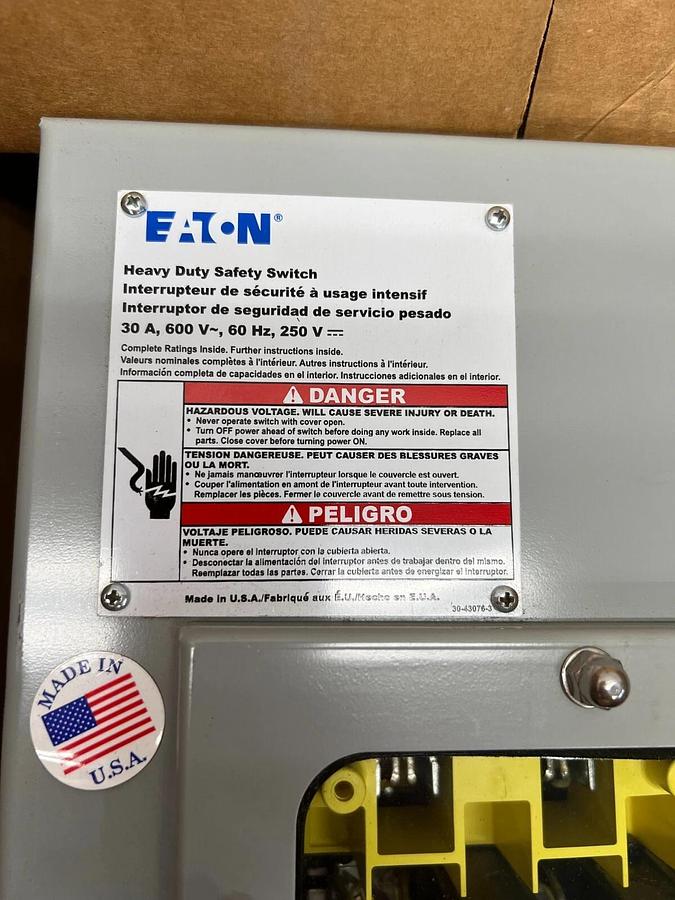 EATON®
Heavy Duty Safety Switch
Interrupteur de sécurité à usage intensif
Interruptor de seguridad de servicio pesado
30 A, 600 V~, 60 Hz, 250 V ⎓
Complete Ratings Inside. Further instructions inside.
Valeurs nominales complètes à l'intérieur. Autres instructions à l'intérieur.
Información completa de capacidades en el interior. Instrucciones adicionales en el interior.
⚠ DANGER
HAZARDOUS VOLTAGE. WILL CAUSE SEVERE INJURY OR DEATH.
• Never operate switch with cover open.
• Turn OFF power ahead of switch before doing any work inside. Replace all
parts. Close cover before turning power ON.
TENSION DANGEREUSE. PEUT CAUSER DES BLESSURES GRAVES
OU LA MORT.
• Ne jamais manœuvrer l'interrupteur lorsque le couvercle est ouvert.
• Couper l'alimentation en amont de l'interrupteur avant toute intervention.
Remplacer les pièces. Fermer le couvercle avant de remettre sous tension.
⚠ PELIGRO
VOLTAJE PELIGROSO. PUEDE CAUSAR HERIDAS SEVERAS O LA
MUERTE.
• Nunca opere el interruptor con la cubierta abierta.
• Desconectar la alimentación del interruptor antes de trabajar dentro del mismo.
Reemplazar todas las partes. Cerrar la cubierta antes de energizar el interruptor.
Made in U.S.A./Fabriqué aux É.U./Hecho en E.U.A.
30-43076-3
MADE IN
U.S.A.